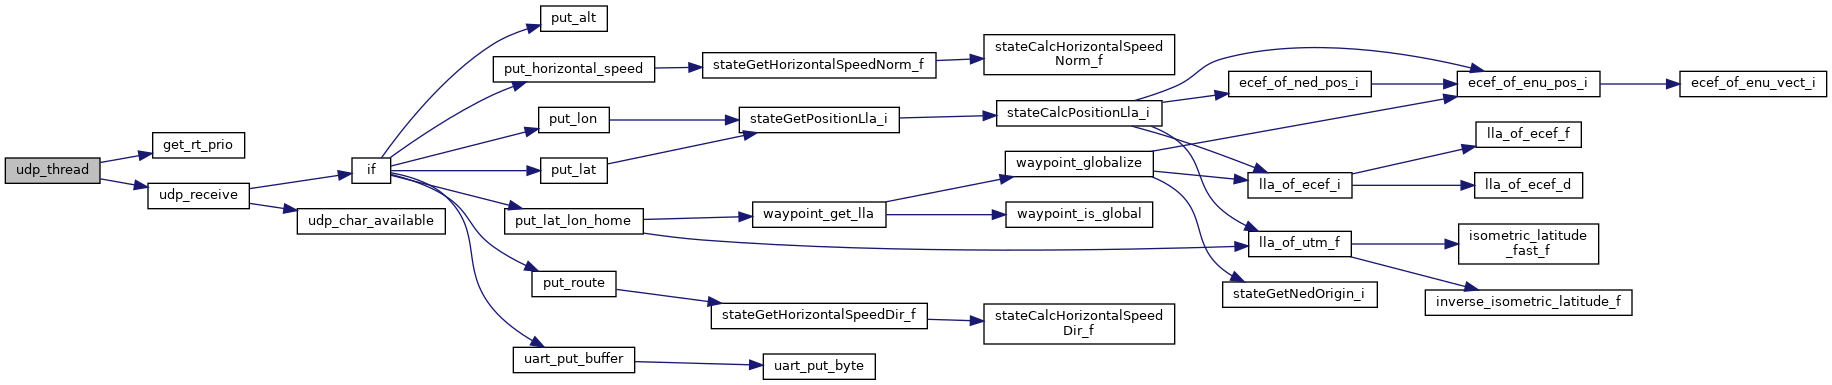 udp_thread
get_rt_prio
udp_receive
if
udp_char_available
put_alt
put_horizontal_speed
put_lon
put_lat
put_lat_lon_home
put_route
uart_put_buffer
stateGetHorizontalSpeedNorm_f
stateGetPositionLla_i
waypoint_get_lla
stateGetHorizontalSpeedDir_f
uart_put_byte
stateCalcHorizontalSpeed
Norm_f
stateCalcPositionLla_i
waypoint_globalize
waypoint_is_global
stateCalcHorizontalSpeed
Dir_f
ecef_of_ned_pos_i
lla_of_ecef_i
lla_of_utm_f
stateGetNedOrigin_i
ecef_of_enu_pos_i
lla_of_ecef_f
lla_of_ecef_d
isometric_latitude
_fast_f
inverse_isometric_latitude_f
ecef_of_enu_vect_i